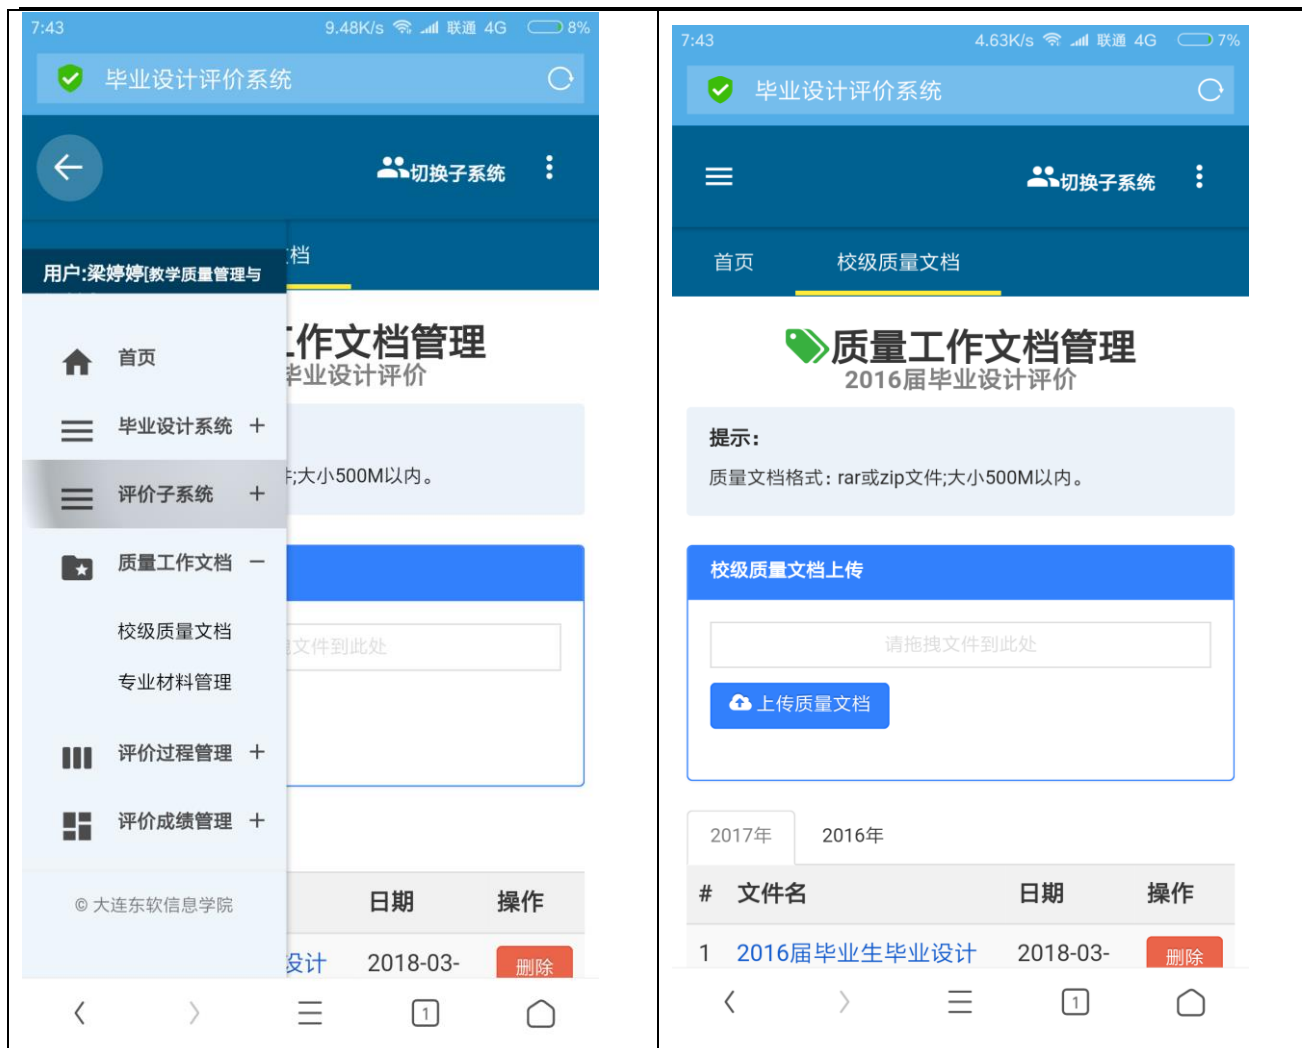 7:43 9.48K/s 联通 4G 8%
毕业设计评价系统
切换子系统
档
用户:梁婷婷[教学质量管理与
首页
毕业设计系统 +
评价子系统 +
质量工作文档 −
校级质量文档
专业材料管理
评价过程管理 +
评价成绩管理 +
© 大连东软信息学院
工作文档管理
毕业设计评价
件;大小500M以内。
文件到此处
日期 操作
设计 2018-03- 删除
1
7:43 4.63K/s 联通 4G 7%
毕业设计评价系统
切换子系统
首页 校级质量文档
质量工作文档管理
2016届毕业设计评价
提示：
质量文档格式：rar或zip文件;大小500M以内。
校级质量文档上传
请拖拽文件到此处
上传质量文档
2017年 2016年
# 文件名 日期 操作
1 2016届毕业生毕业设计 2018-03- 删除
1